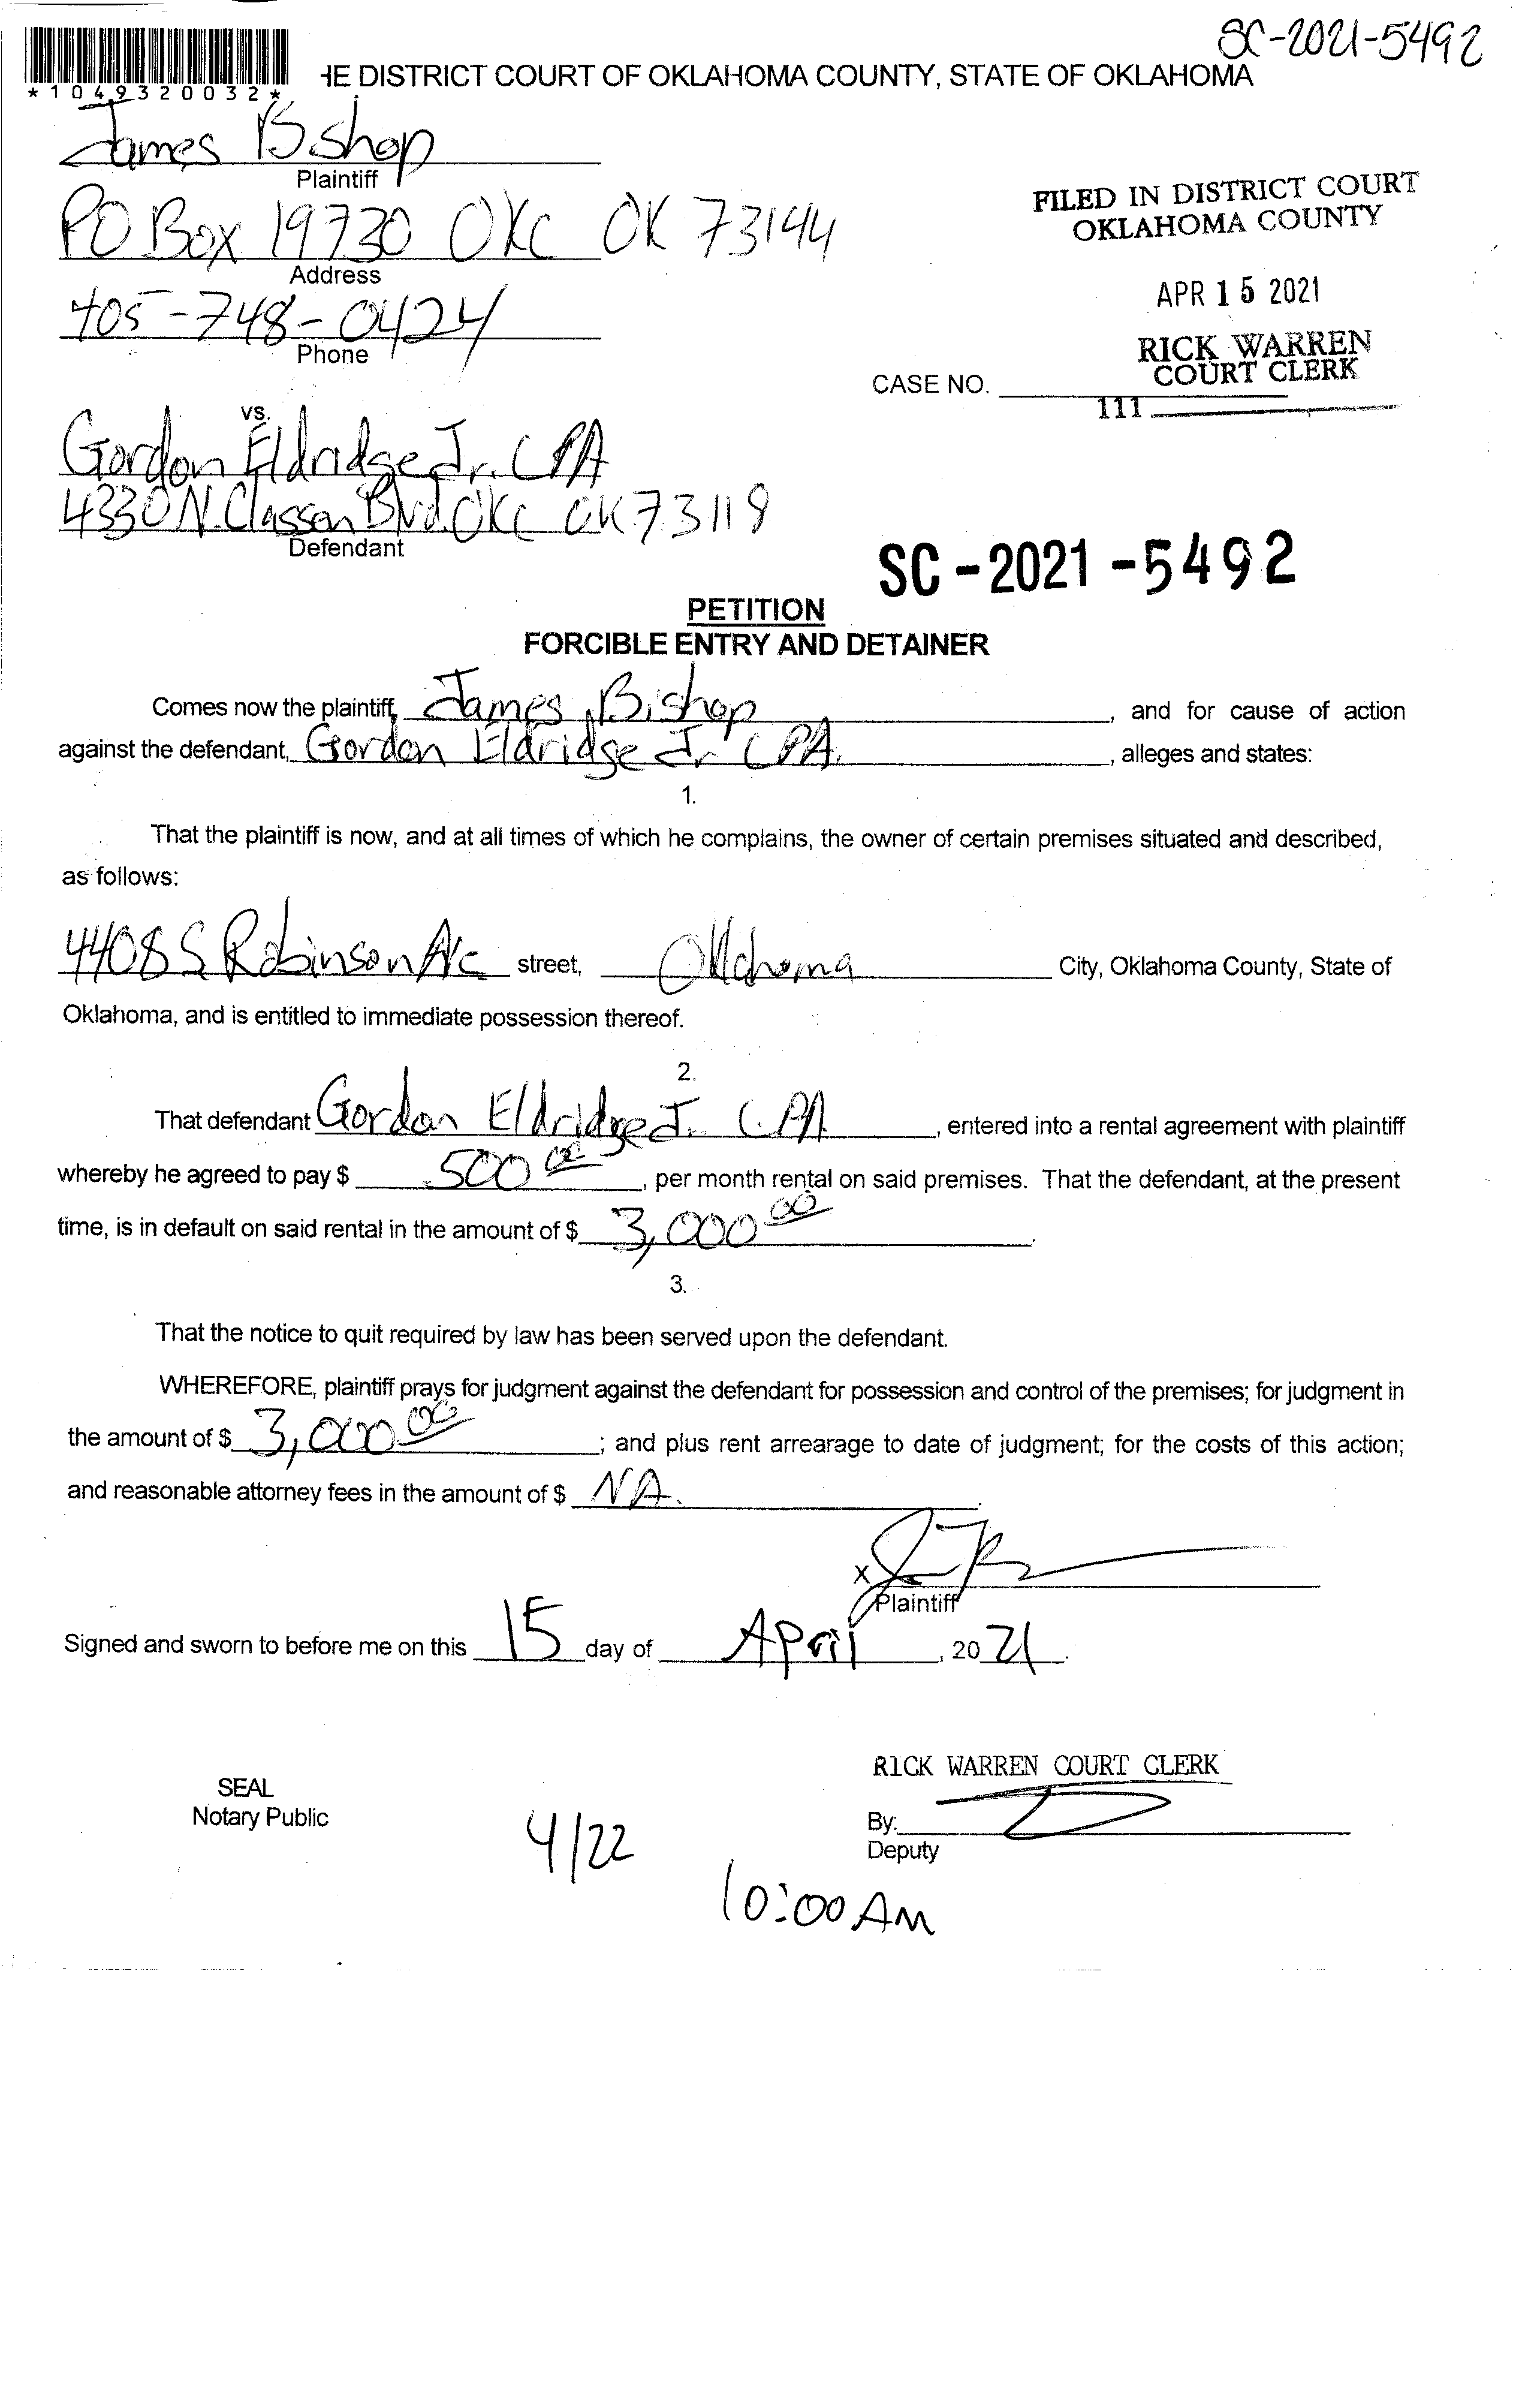 SC-2021-5492
*1049320032*
HE DISTRICT COURT OF OKLAHOMA COUNTY, STATE OF OKLAHOMA
James Bishop
Plaintiff
PO Box 19730 OKC OK 73144
Address
405-748-0424
Phone
FILED IN DISTRICT COURT
OKLAHOMA COUNTY
APR 15 2021
RICK WARREN
COURT CLERK
CASE NO.
111
vs.
Gordon Eldridge Jr. CPA
4330 N. Classen Blvd. OKC OK 73118
Defendant
SC-2021-5492
PETITION
FORCIBLE ENTRY AND DETAINER
Comes now the plaintiff, James Bishop, and for cause of action
against the defendant, Gordon Eldridge Jr CPA., alleges and states:
1.
That the plaintiff is now, and at all times of which he complains, the owner of certain premises situated and described,
as follows:
4408 S Robinson Ave street, Oklahoma City, Oklahoma County, State of
Oklahoma, and is entitled to immediate possession thereof.
2.
That defendant Gordon Eldridge Jr. CPA, entered into a rental agreement with plaintiff
whereby he agreed to pay $ 500 00, per month rental on said premises. That the defendant, at the present
time, is in default on said rental in the amount of $ 3,000 00.
3.
That the notice to quit required by law has been served upon the defendant.
WHEREFORE, plaintiff prays for judgment against the defendant for possession and control of the premises; for judgment in
the amount of $ 3,000 00; and plus rent arrearage to date of judgment; for the costs of this action;
and reasonable attorney fees in the amount of $ NA.
X
Plaintiff
Signed and sworn to before me on this 15 day of April, 20 21.
RICK WARREN COURT CLERK
SEAL
Notary Public
By:
Deputy
4/22
10:00 AM